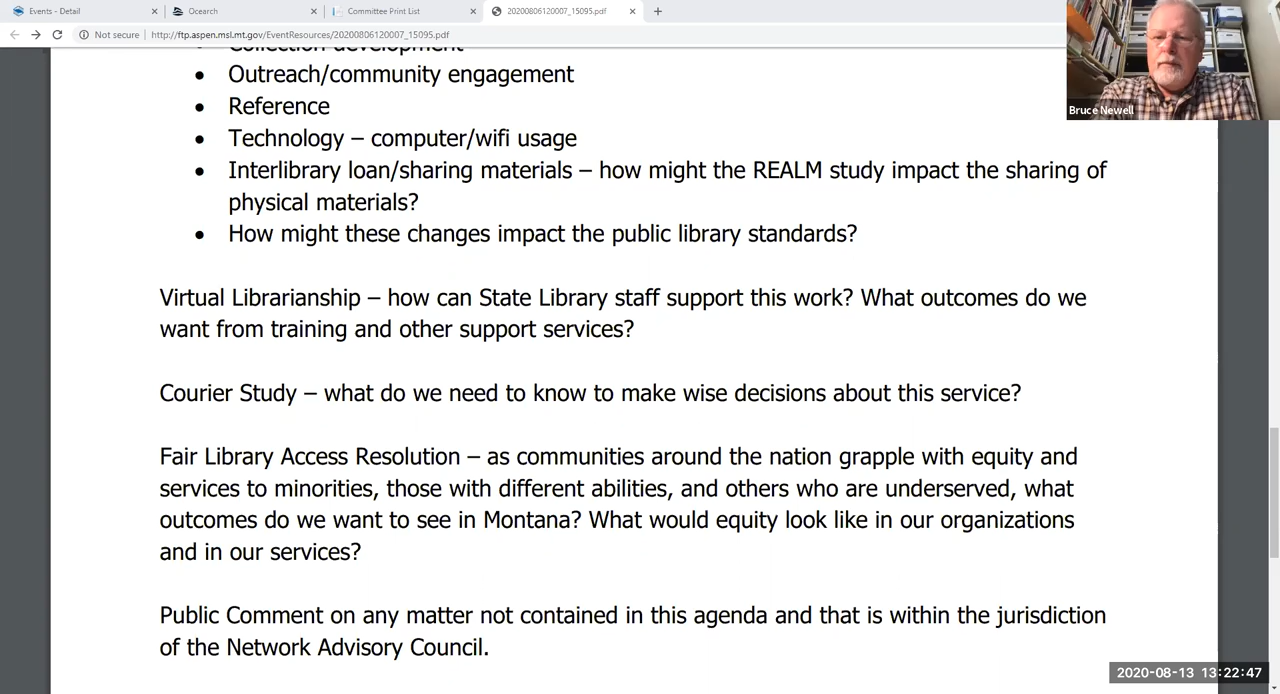 Events - Detail
Ocearch
Committee Print List
20200806120007_15095.pdf
Not secure | http://ftp.aspen.msl.mt.gov/EventResources/20200806120007_15095.pdf
Bruce Newell
Collection development
• Outreach/community engagement
• Reference
• Technology – computer/wifi usage
• Interlibrary loan/sharing materials – how might the REALM study impact the sharing of
physical materials?
• How might these changes impact the public library standards?
Virtual Librarianship – how can State Library staff support this work? What outcomes do we
want from training and other support services?
Courier Study – what do we need to know to make wise decisions about this service?
Fair Library Access Resolution – as communities around the nation grapple with equity and
services to minorities, those with different abilities, and others who are underserved, what
outcomes do we want to see in Montana? What would equity look like in our organizations
and in our services?
Public Comment on any matter not contained in this agenda and that is within the jurisdiction
of the Network Advisory Council.
2020-08-13 13:22:47